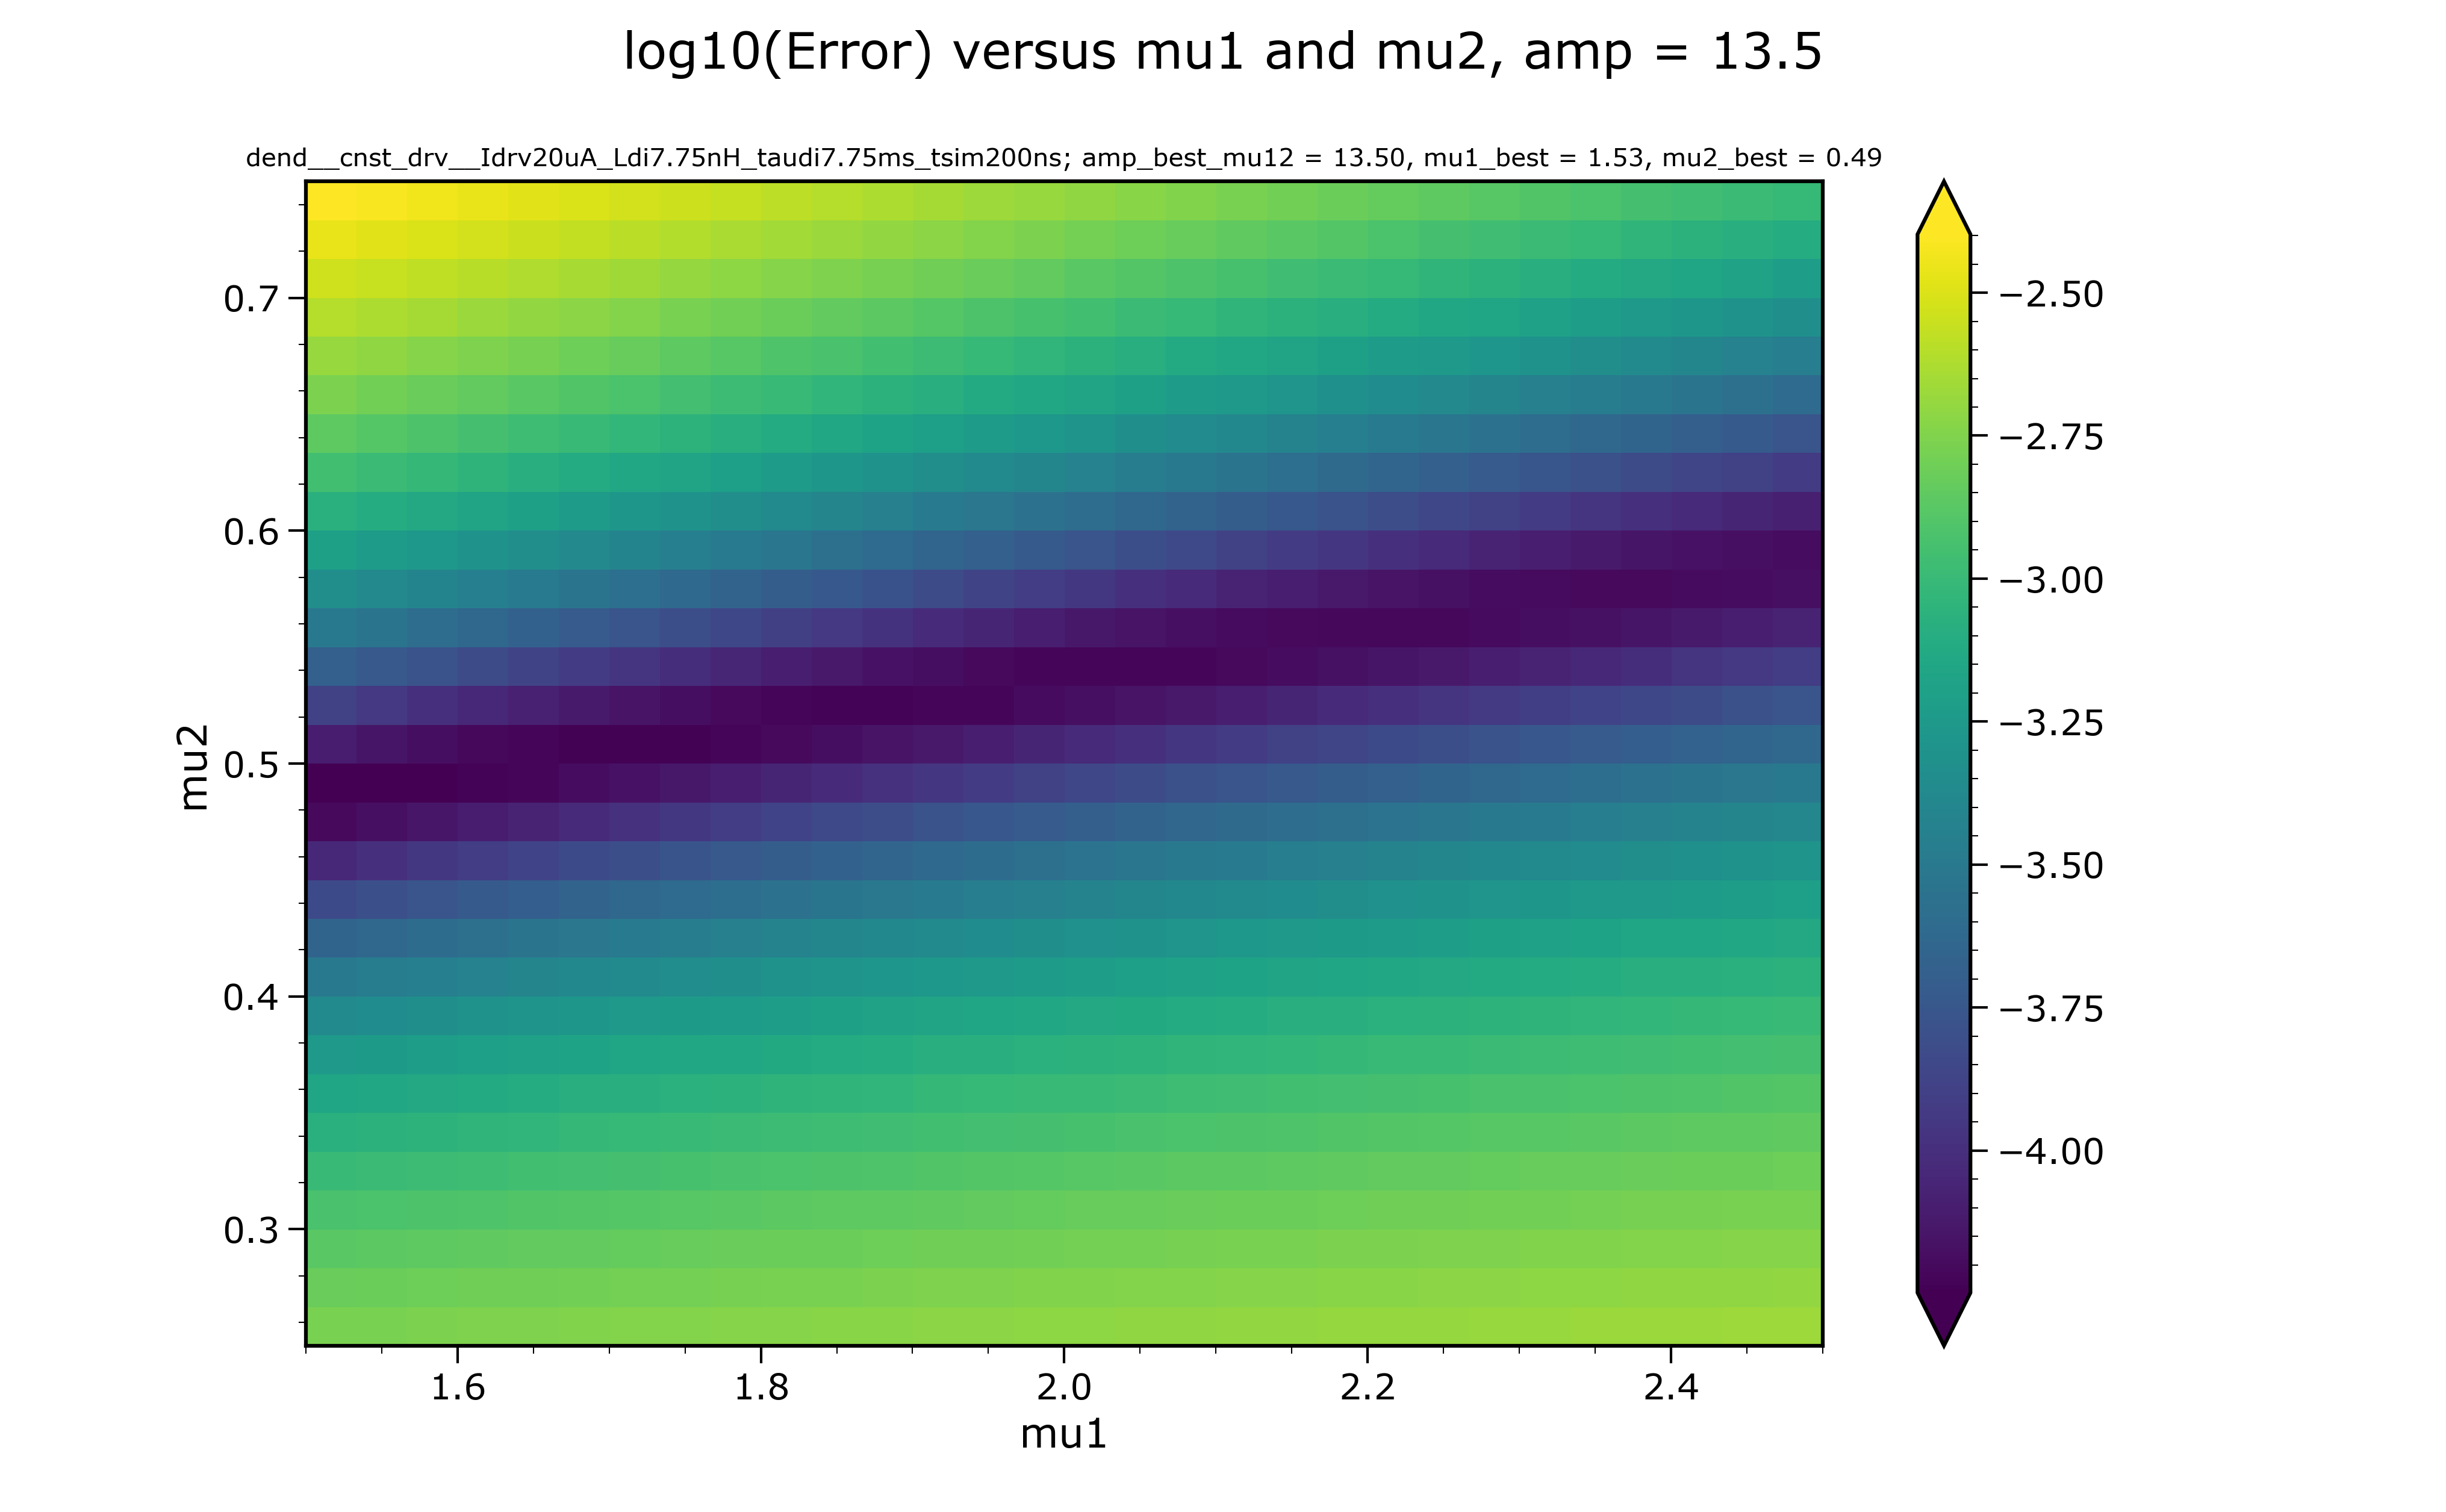 log10(Error) versus mu1 and mu2, amp = 13.5
dend__cnst_drv__Idrv20uA_Ldi7.75nH_taudi7.75ms_tsim200ns; amp_best_mu12 = 13.50, mu1_best = 1.53, mu2_best = 0.49
0.7
0.6
0.5
0.4
0.3
mu2
1.6 1.8 2.0 2.2 2.4
mu1
−2.50
−2.75
−3.00
−3.25
−3.50
−3.75
−4.00